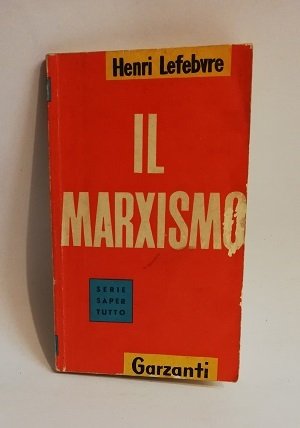 Henri Lefebvre
IL
MARXISMO
SERIE
SAPER
TUTTO
Garzanti